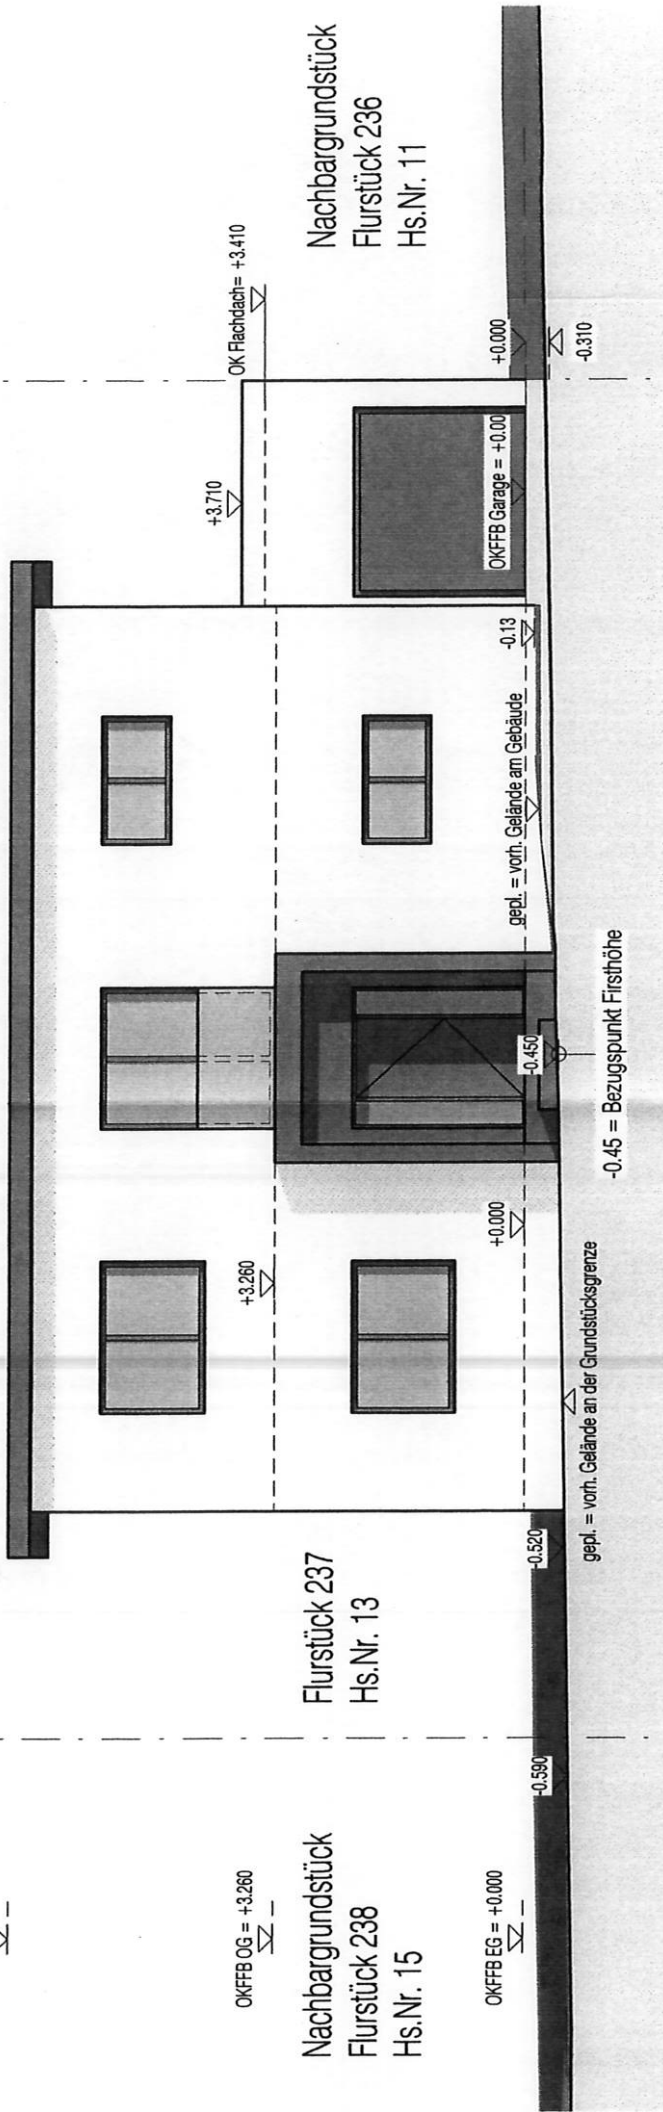 OKFFB OG = +3.260
Nachbargrundstück
Flurstück 238
Hs.Nr. 15
OKFFB EG = +0.000
-0.590
Flurstück 237
Hs.Nr. 13
-0.520
gepl. = vorh. Gelände an der Grundstücksgrenze
+3.260
+0.000
-0.450
-0.45 = Bezugspunkt Firsthöhe
gepl. = vorh. Gelände am Gebäude
-0.13
+3.710
OKFFB Garage = +0.00
OK Flachdach= +3.410
+0.000
-0.310
Nachbargrundstück
Flurstück 236
Hs.Nr. 11